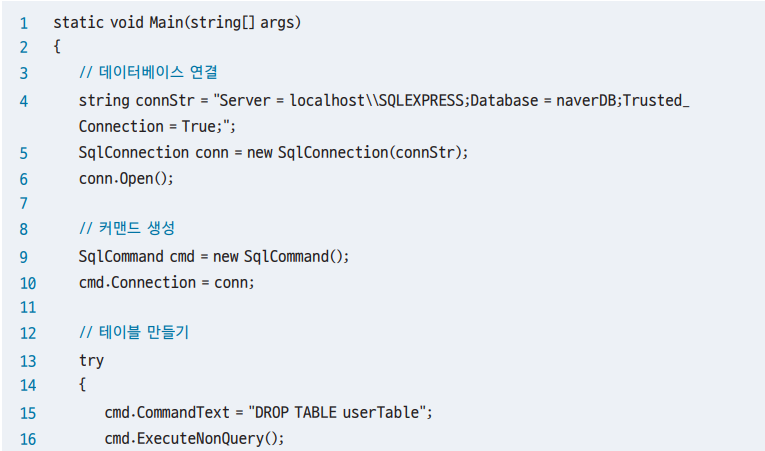 1 static void Main(string[] args)
2 {
3 // 데이터베이스 연결
4 string connStr = "Server = localhost\\SQLEXPRESS;Database = naverDB;Trusted_
Connection = True;";
5 SqlConnection conn = new SqlConnection(connStr);
6 conn.Open();
7
8 // 커맨드 생성
9 SqlCommand cmd = new SqlCommand();
10 cmd.Connection = conn;
11
12 // 테이블 만들기
13 try
14 {
15 cmd.CommandText = "DROP TABLE userTable";
16 cmd.ExecuteNonQuery();